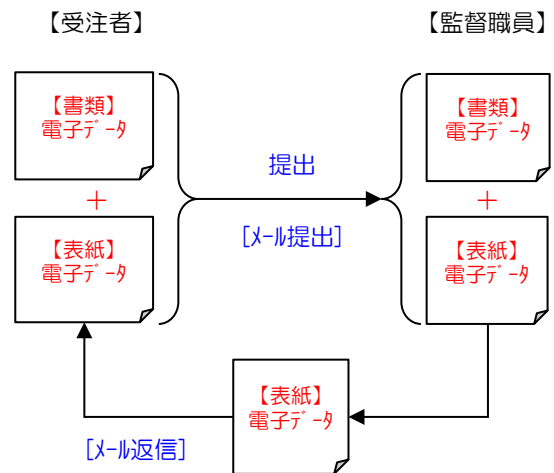 【受注者】
【監督職員】
【書類】
電子ﾃﾞｰﾀ
+
【表紙】
電子ﾃﾞｰﾀ
提出
[ﾒｰﾙ提出]
【書類】
電子ﾃﾞｰﾀ
+
【表紙】
電子ﾃﾞｰﾀ
【表紙】
電子ﾃﾞｰﾀ
[ﾒｰﾙ返信]